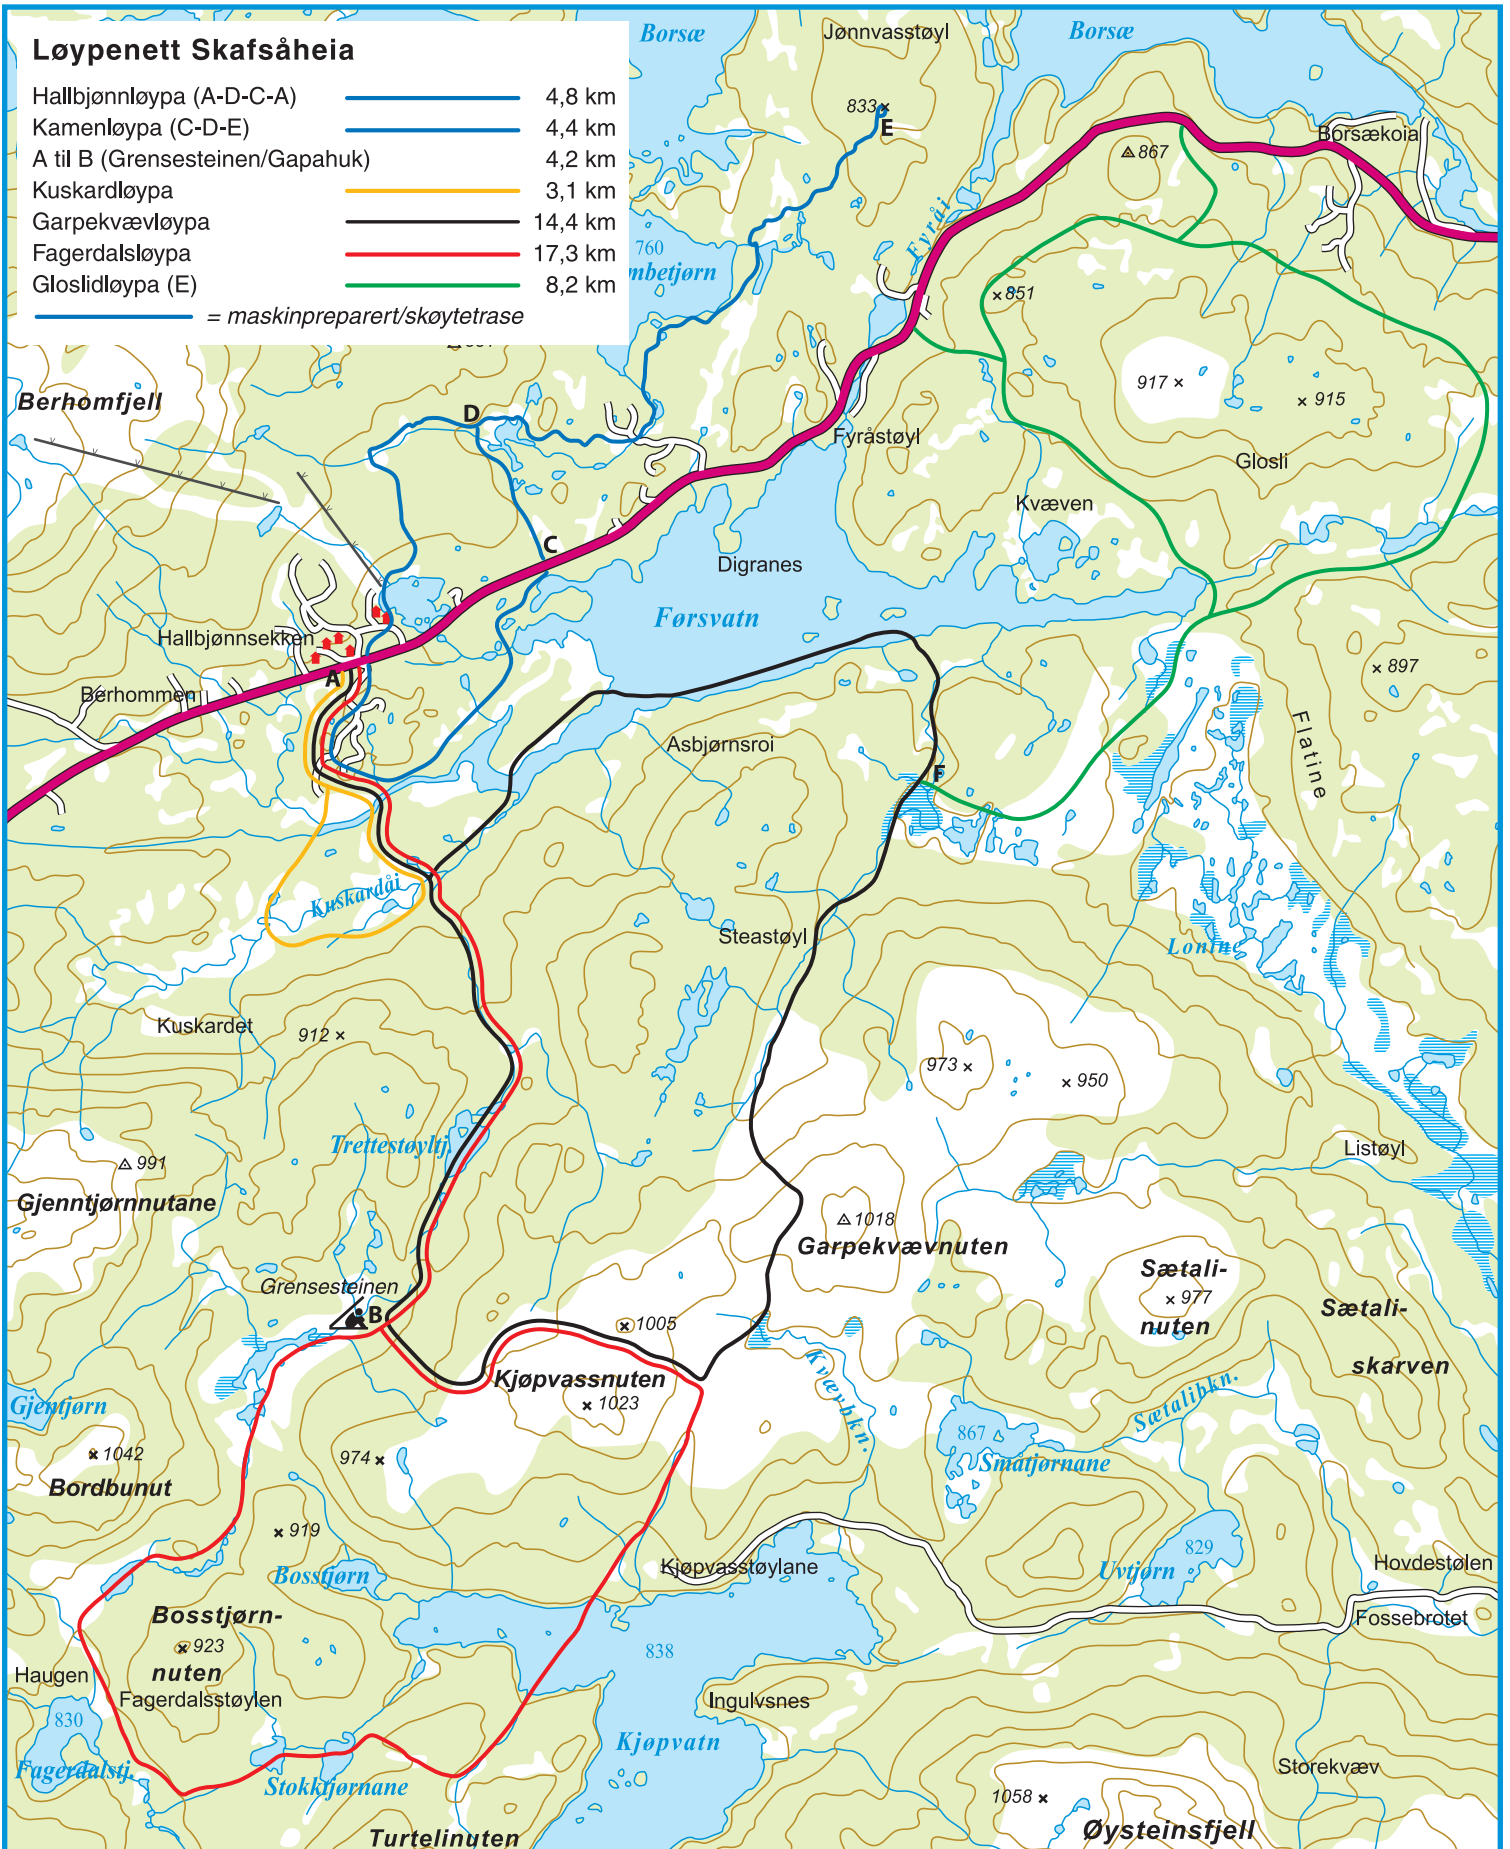 Løypenett Skafsåheia
Hallbjønnløypa (A-D-C-A) 4,8 km
Kamenløypa (C-D-E) 4,4 km
A til B (Grensesteinen/Gapahuk) 4,2 km
Kuskardløypa 3,1 km
Garpekvævløypa 14,4 km
Fagerdalsløypa 17,3 km
Gloslidløypa (E) 8,2 km
= maskinpreparert/skøytetrase
Borsæ
Jønnvasstøyl
Borsæ
833
E
Borsækoia
867
Fyråi
760
mbetjørn
851
917
915
Berhomfjell
D
Fyråstøyl
Glosli
Kvæven
C
Digranes
Førsvatn
Hallbjønnsekken
A
Berhommen
897
Flatine
Asbjørnsroi
F
Kuskardåi
Steastøyl
Lonine
Kuskardet
912
973
950
Trettestøyltj.
Listøyl
991
Gjenntjørnnutane
1018
Garpekvævnuten
Grensesteinen
B
Sætali-
977
nuten
Sætali-
skarven
1005
Kjøpvassnuten
1023
Kvævbkn.
Sætalibkn.
Gjentjørn
867
Småtjørnane
974
1042
Bordbunut
919
Bosstjørn
Kjøpvasstøylane
829
Uvtjørn
Hovdestølen
Fossebrotet
Bosstjørn-
923
nuten
838
Haugen
Fagerdalsstøylen
Ingulvsnes
830
Kjøpvatn
Fagerdalstj.
Stokktjørnane
Storekvæv
1058
Turtelinuten
Øysteinsfjell